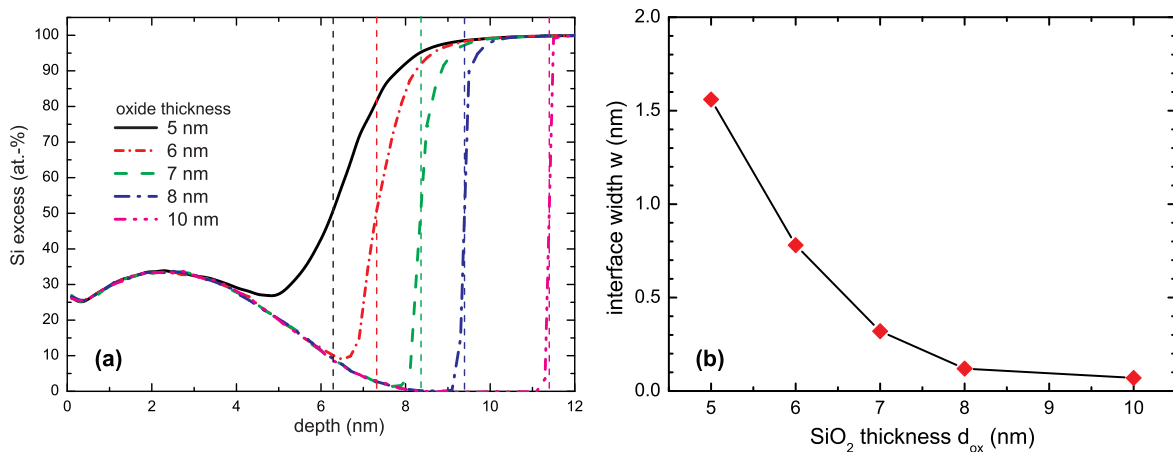 100
90
80
70
60
50
40
30
20
10
0
Si excess (at.-%)
oxide thickness
5 nm
6 nm
7 nm
8 nm
10 nm
(a)
0 2 4 6 8 10 12
depth (nm)
2.0
1.5
1.0
0.5
0.0
interface width w (nm)
(b)
5 6 7 8 9 10
SiO₂ thickness dₒₓ (nm)